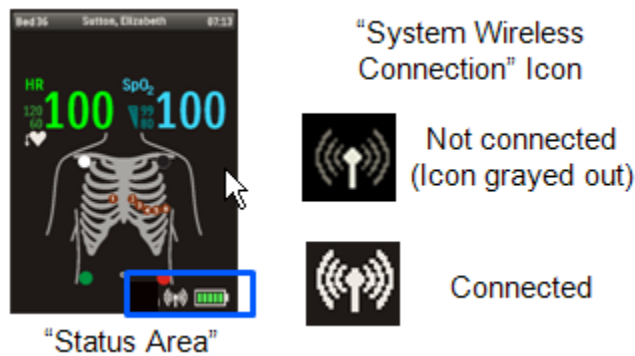 Bed 36 Sutton, Elizabeth 07:13
HR
120
60
100
SpO2
99
80
100
"Status Area"
"System Wireless
Connection" Icon
Not connected
(Icon grayed out)
Connected